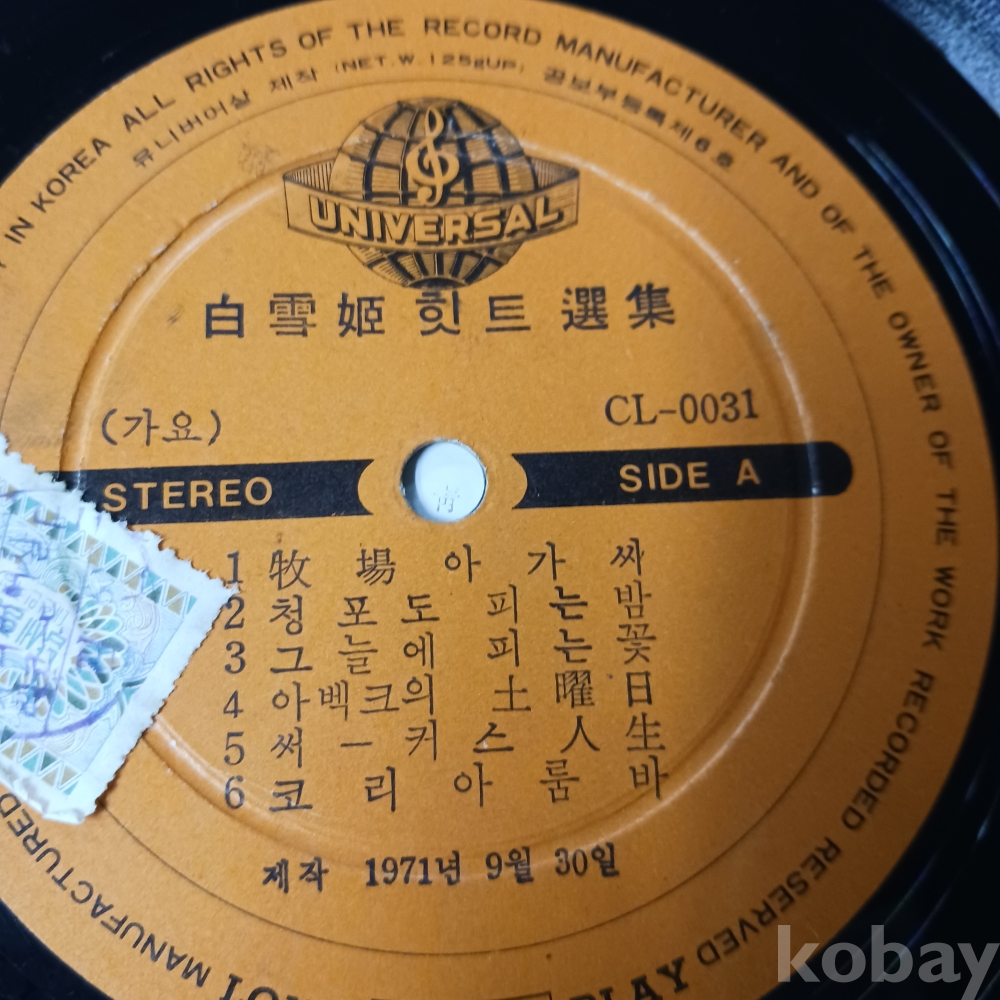 IN KOREA ALL RIGHTS OF THE RECORD MANUFACTURER AND OF THE OWNER OF THE WORK RECORDED RESERVED
유니버어살 제작 (NET.W. 125gUP) 공보부등록제6호
UNIVERSAL
白雪姬 힛트 選集
(가요) CL-0031
STEREO SIDE A
1 牧場아가싸
2 청포도 피는밤
3 그늘에 피는꽃
4 아벡크의 土曜日
5 써-커스人生
6 코리아룸바
제작 1971년 9월 30일
MANUFACTURED
kobay